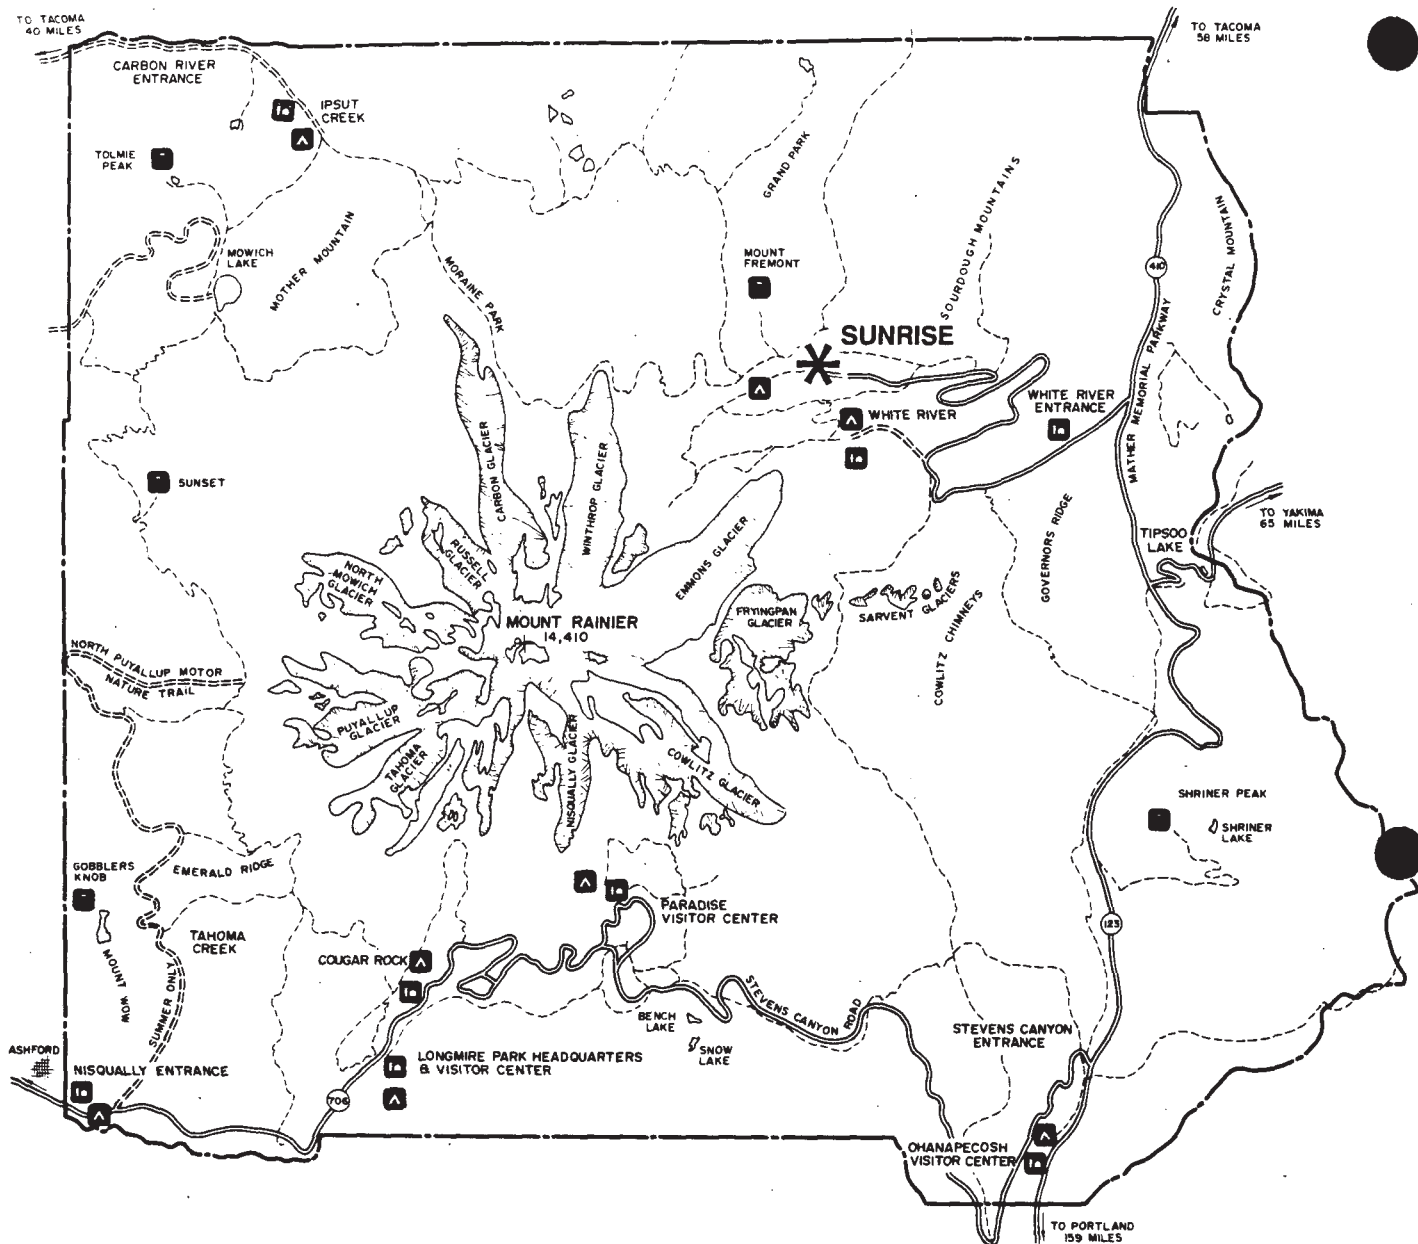 TO TACOMA
40 MILES
TO TACOMA
58 MILES
CARBON RIVER
ENTRANCE
IPSUT
CREEK
TOLMIE
PEAK
GRAND PARK
SOURDOUGH MOUNTAINS
CRYSTAL MOUNTAIN
MOWICH
LAKE
MOTHER MOUNTAIN
MORAINE PARK
MOUNT
FREMONT
410
SUNRISE
MATHER MEMORIAL PARKWAY
WHITE RIVER
WHITE RIVER
ENTRANCE
SUNSET
CARBON GLACIER
WINTHROP GLACIER
EMMONS GLACIER
RUSSELL
GLACIER
NORTH
MOWICH
GLACIER
GOVERNORS RIDGE
TO YAKIMA
65 MILES
TIPSOO
LAKE
MOUNT RAINIER
14,410
FRYINGPAN
GLACIER
SARVENT GLACIERS
COWLITZ CHIMNEYS
NORTH PUYALLUP MOTOR
NATURE TRAIL
PUYALLUP
GLACIER
TAHOMA
GLACIER
NISQUALLY GLACIER
COWLITZ GLACIER
SHRINER PEAK
SHRINER
LAKE
GOBBLERS
KNOB
EMERALD RIDGE
PARADISE
VISITOR CENTER
123
TAHOMA
CREEK
MOUNT WOW
SUMMER ONLY
COUGAR ROCK
STEVENS CANYON ROAD
BENCH
LAKE
SNOW
LAKE
STEVENS CANYON
ENTRANCE
ASHFORD
NISQUALLY ENTRANCE
LONGMIRE PARK HEADQUARTERS
& VISITOR CENTER
706
OHANAPECOSH
VISITOR CENTER
TO PORTLAND
159 MILES